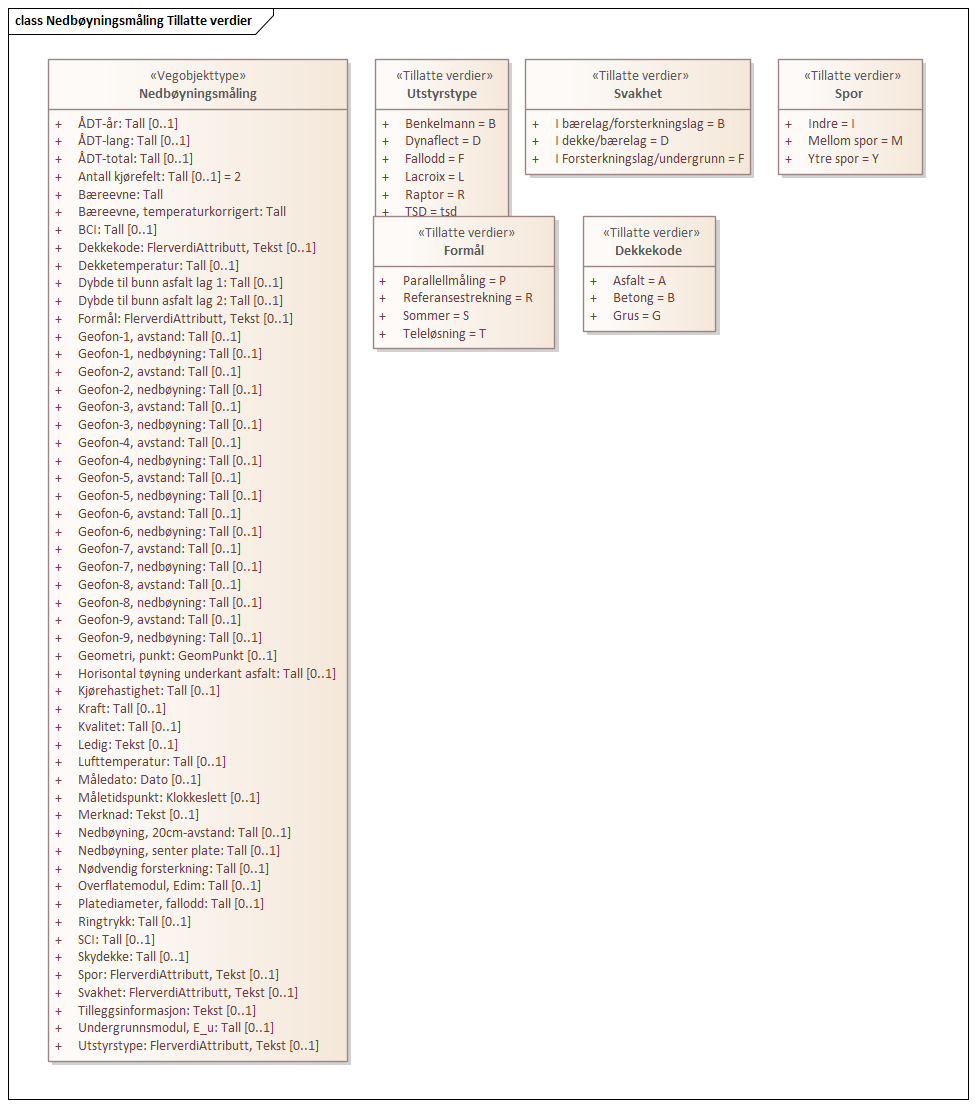 class Nedbøyningsmåling Tillatte verdier
«Vegobjekttype»
Nedbøyningsmåling
+ ÅDT-år: Tall [0..1]
+ ÅDT-lang: Tall [0..1]
+ ÅDT-total: Tall [0..1]
+ Antall kjørefelt: Tall [0..1] = 2
+ Bæreevne: Tall
+ Bæreevne, temperaturkorrigert: Tall
+ BCI: Tall [0..1]
+ Dekkekode: FlerverdiAttributt, Tekst [0..1]
+ Dekketemperatur: Tall [0..1]
+ Dybde til bunn asfalt lag 1: Tall [0..1]
+ Dybde til bunn asfalt lag 2: Tall [0..1]
+ Formål: FlerverdiAttributt, Tekst [0..1]
+ Geofon-1, avstand: Tall [0..1]
+ Geofon-1, nedbøyning: Tall [0..1]
+ Geofon-2, avstand: Tall [0..1]
+ Geofon-2, nedbøyning: Tall [0..1]
+ Geofon-3, avstand: Tall [0..1]
+ Geofon-3, nedbøyning: Tall [0..1]
+ Geofon-4, avstand: Tall [0..1]
+ Geofon-4, nedbøyning: Tall [0..1]
+ Geofon-5, avstand: Tall [0..1]
+ Geofon-5, nedbøyning: Tall [0..1]
+ Geofon-6, avstand: Tall [0..1]
+ Geofon-6, nedbøyning: Tall [0..1]
+ Geofon-7, avstand: Tall [0..1]
+ Geofon-7, nedbøyning: Tall [0..1]
+ Geofon-8, avstand: Tall [0..1]
+ Geofon-8, nedbøyning: Tall [0..1]
+ Geofon-9, avstand: Tall [0..1]
+ Geofon-9, nedbøyning: Tall [0..1]
+ Geometri, punkt: GeomPunkt [0..1]
+ Horisontal tøyning underkant asfalt: Tall [0..1]
+ Kjørehastighet: Tall [0..1]
+ Kraft: Tall [0..1]
+ Kvalitet: Tall [0..1]
+ Ledig: Tekst [0..1]
+ Lufttemperatur: Tall [0..1]
+ Måledato: Dato [0..1]
+ Måletidspunkt: Klokkeslett [0..1]
+ Merknad: Tekst [0..1]
+ Nedbøyning, 20cm-avstand: Tall [0..1]
+ Nedbøyning, senter plate: Tall [0..1]
+ Nødvendig forsterkning: Tall [0..1]
+ Overflatemodul, Edim: Tall [0..1]
+ Platediameter, fallodd: Tall [0..1]
+ Ringtrykk: Tall [0..1]
+ SCI: Tall [0..1]
+ Skydekke: Tall [0..1]
+ Spor: FlerverdiAttributt, Tekst [0..1]
+ Svakhet: FlerverdiAttributt, Tekst [0..1]
+ Tilleggsinformasjon: Tekst [0..1]
+ Undergrunnsmodul, E_u: Tall [0..1]
+ Utstyrstype: FlerverdiAttributt, Tekst [0..1]
«Tillatte verdier»
Utstyrstype
+ Benkelmann = B
+ Dynaflect = D
+ Fallodd = F
+ Lacroix = L
+ Raptor = R
+ TSD = tsd
«Tillatte verdier»
Svakhet
+ I bærelag/forsterkningslag = B
+ I dekke/bærelag = D
+ I Forsterkningslag/undergrunn = F
«Tillatte verdier»
Spor
+ Indre = I
+ Mellom spor = M
+ Ytre spor = Y
«Tillatte verdier»
Formål
+ Parallellmåling = P
+ Referansestrekning = R
+ Sommer = S
+ Teleløsning = T
«Tillatte verdier»
Dekkekode
+ Asfalt = A
+ Betong = B
+ Grus = G